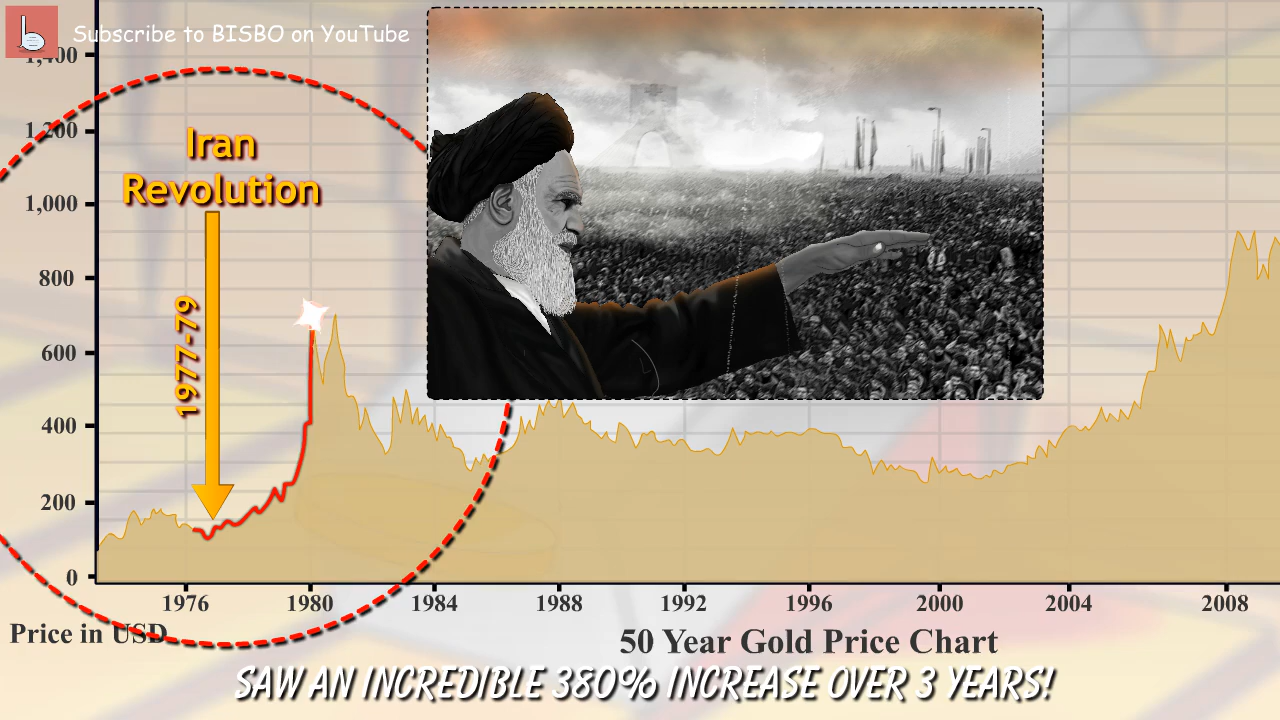 Subscribe to BISBO on YouTube
1,400
1,200
1,000
800
600
400
200
0
Iran
Revolution
1977-79
1976 1980 1984 1988 1992 1996 2000 2004 2008
Price in USD
50 Year Gold Price Chart
SAW AN INCREDIBLE 380% INCREASE OVER 3 YEARS!